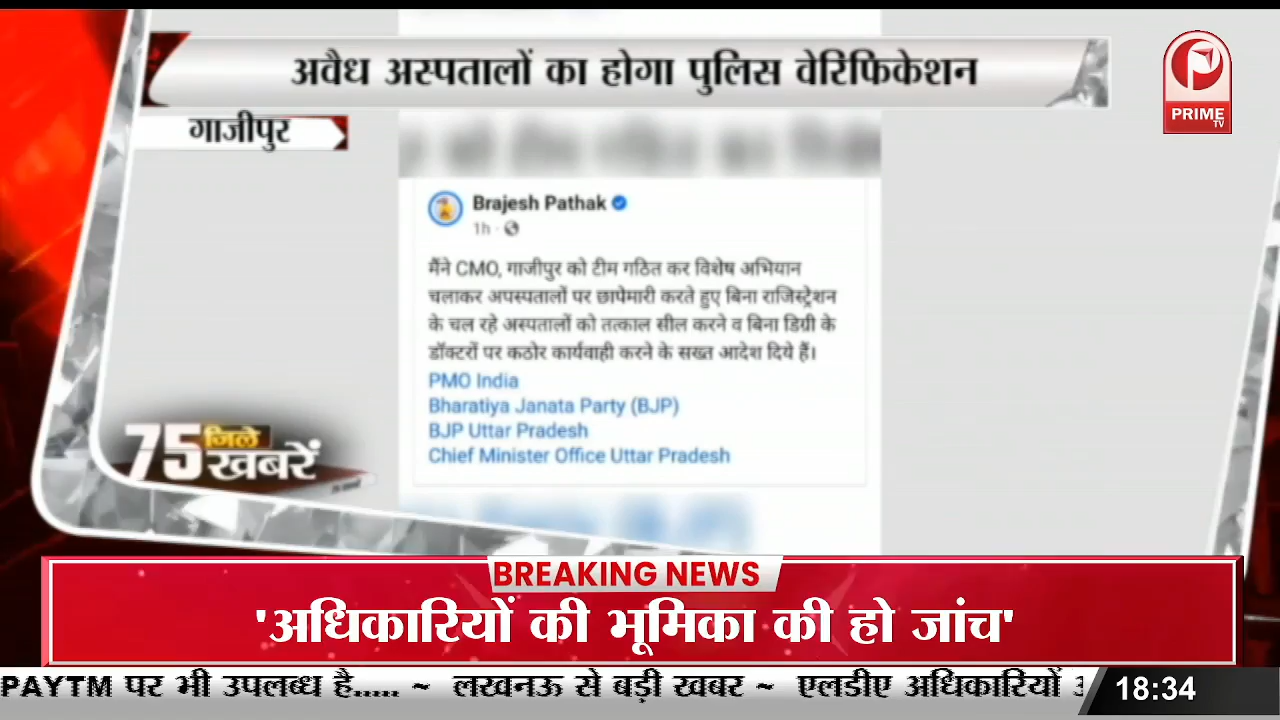 अवैध अस्पतालों का होगा पुलिस वेरिफिकेशन
PRIME
TV
गाजीपुर
Brajesh Pathak
1h
मैंने CMO, गाजीपुर को टीम गठित कर विशेष अभियान
चलाकर अपस्पतालों पर छापेमारी करते हुए बिना राजिस्ट्रेशन
के चल रहे अस्पतालों को तत्काल सील करने व बिना डिग्री के
डॉक्टरों पर कठोर कार्यवाही करने के सख्त आदेश दिये हैं।
PMO India
Bharatiya Janata Party (BJP)
BJP Uttar Pradesh
Chief Minister Office Uttar Pradesh
75 जिले
खबरें
BREAKING NEWS
'अधिकारियों की भूमिका की हो जांच'
PAYTM पर भी उपलब्ध है..... ~ लखनऊ से बड़ी खबर ~ एलडीए अधिकारियों
18:34